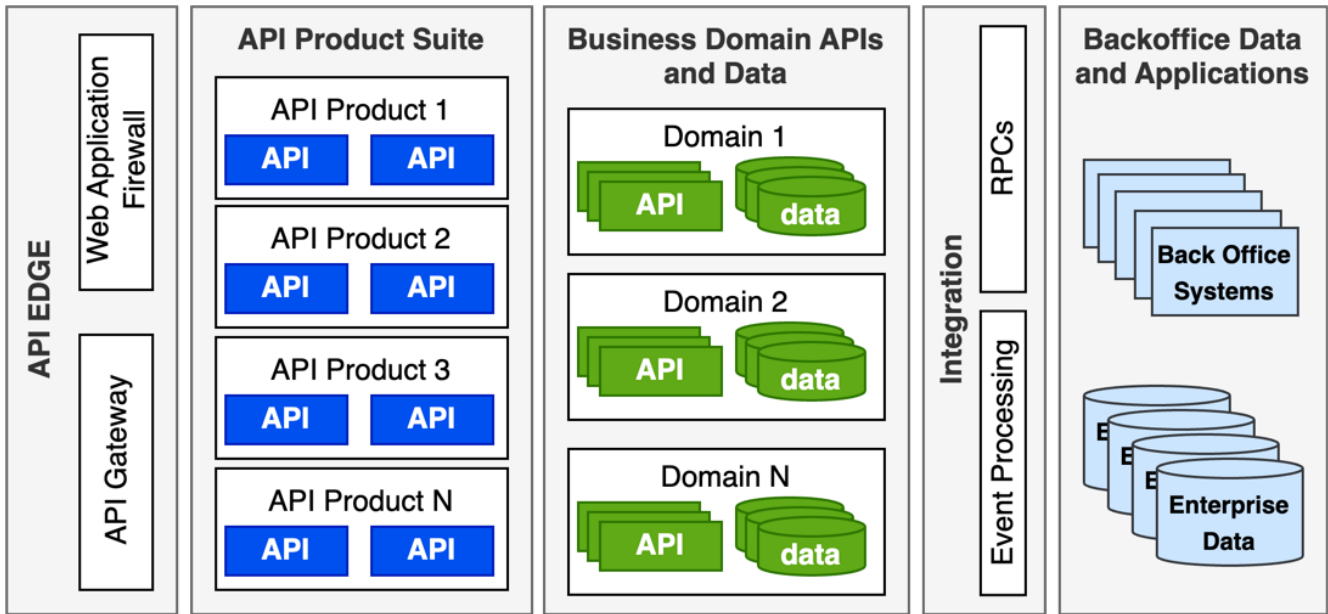 API EDGE
Web Application
Firewall
API Gateway
API Product Suite
API Product 1
API
API
API Product 2
API
API
API Product 3
API
API
API Product N
API
API
Business Domain APIs
and Data
Domain 1
API
data
Domain 2
API
data
Domain N
API
data
Integration
RPCs
Event Processing
Backoffice Data
and Applications
Back Office
Systems
E
E
E
Enterprise
Data